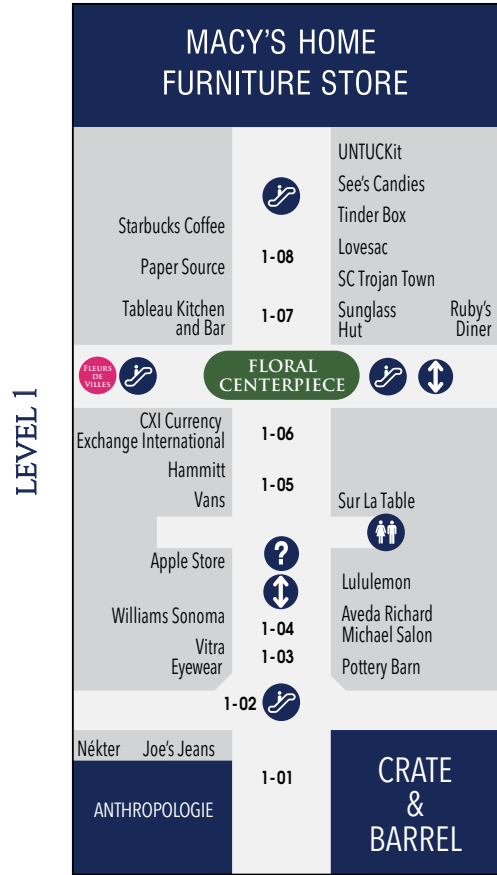 LEVEL 1
MACY'S HOME
FURNITURE STORE
UNTUCKit
See's Candies
Tinder Box
Starbucks Coffee
1-08
Lovesac
Paper Source
SC Trojan Town
Tableau Kitchen
and Bar
1-07
Sunglass
Hut
Ruby's
Diner
FLEURS
DE
VILLES
FLORAL
CENTERPIECE
CXI Currency
Exchange International
1-06
Hammitt
1-05
Vans
Sur La Table
?
Apple Store
Lululemon
Williams Sonoma
1-04
Aveda Richard
Michael Salon
Vitra
Eyewear
1-03
Pottery Barn
1-02
Nékter
Joe's Jeans
1-01
ANTHROPOLOGIE
CRATE
&
BARREL